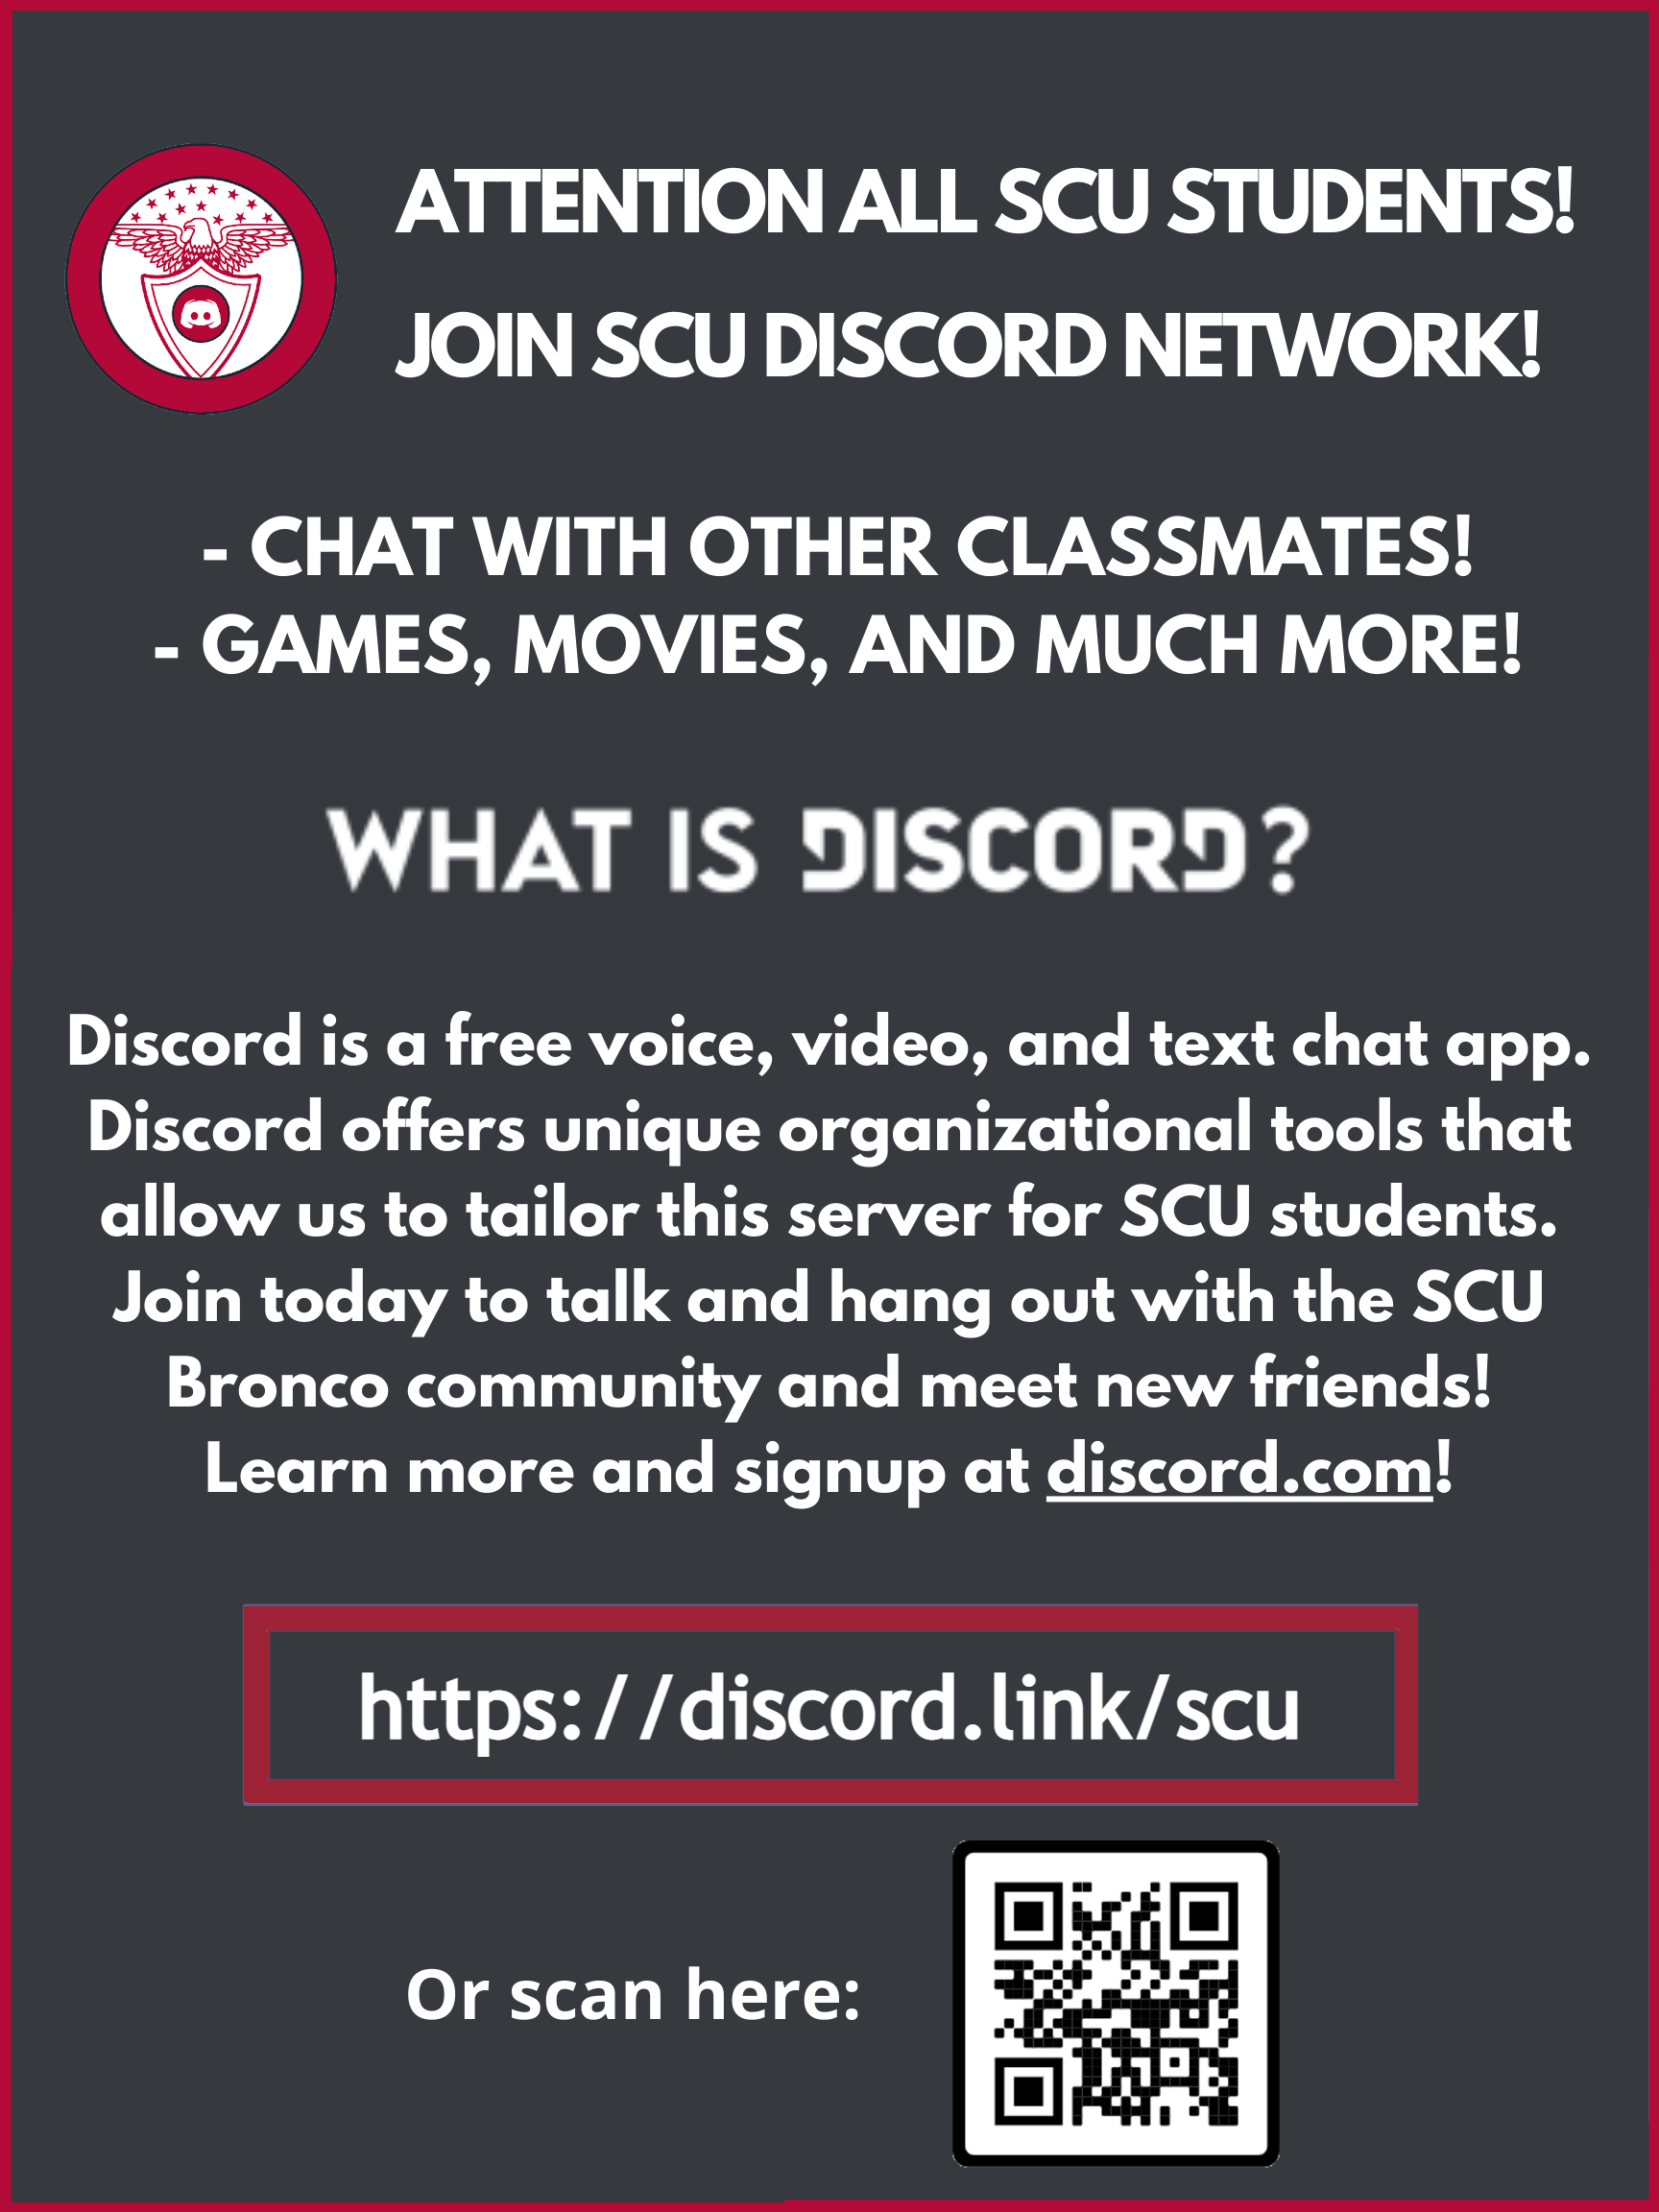 ATTENTION ALL SCU STUDENTS!
JOIN SCU DISCORD NETWORK!
- CHAT WITH OTHER CLASSMATES!
- GAMES, MOVIES, AND MUCH MORE!
WHAT IS DISCORD?
Discord is a free voice, video, and text chat app.
Discord offers unique organizational tools that
allow us to tailor this server for SCU students.
Join today to talk and hang out with the SCU
Bronco community and meet new friends!
Learn more and signup at discord.com!
https://discord.link/scu
Or scan here: